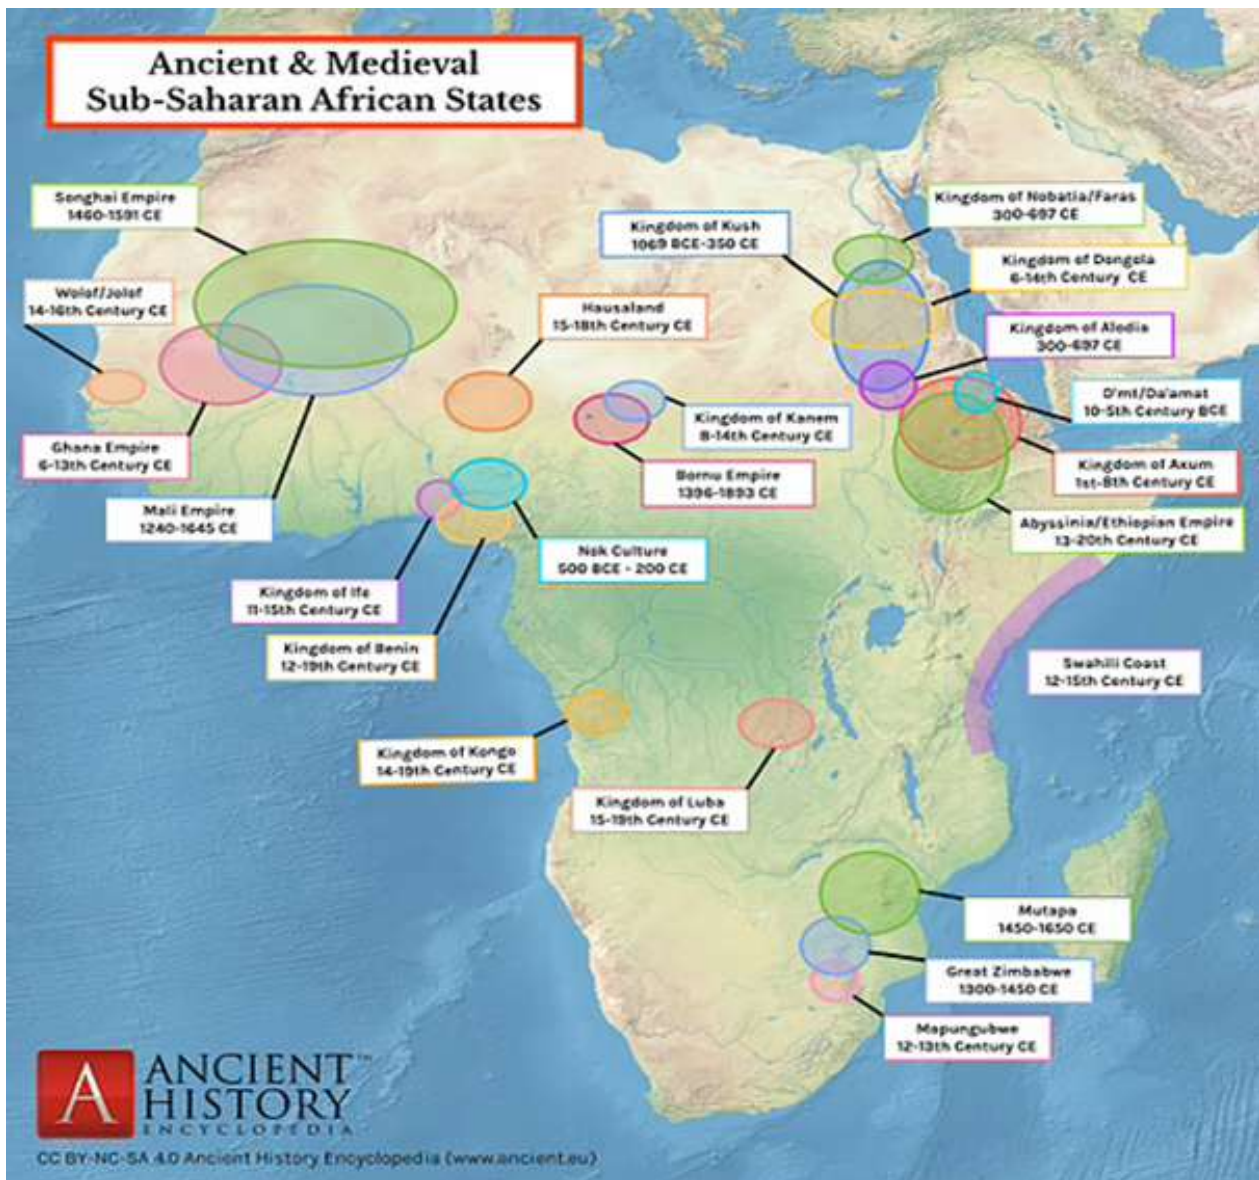 Ancient & Medieval
Sub-Saharan African States
Songhai Empire
1460-1591 CE
Kingdom of Kush
1069 BCE-350 CE
Kingdom of Nobatia/Faras
300-697 CE
Kingdom of Dongola
6-14th Century CE
Wolof/Jolof
14-16th Century CE
Hausaland
15-18th Century CE
Kingdom of Alodia
300-697 CE
D'mt/Da'amat
10-5th Century BCE
Ghana Empire
6-13th Century CE
Kingdom of Kanem
8-14th Century CE
Bornu Empire
1396-1893 CE
Kingdom of Axum
1st-8th Century CE
Mali Empire
1240-1645 CE
Abyssinia/Ethiopian Empire
13-20th Century CE
Nok Culture
500 BCE - 200 CE
Kingdom of Ife
11-15th Century CE
Kingdom of Benin
12-19th Century CE
Swahili Coast
12-15th Century CE
Kingdom of Kongo
14-19th Century CE
Kingdom of Luba
15-19th Century CE
Mutapa
1450-1650 CE
Great Zimbabwe
1300-1450 CE
Mapungubwe
12-13th Century CE
A
ANCIENT™
HISTORY
ENCYCLOPEDIA
CC BY-NC-SA 4.0 Ancient History Encyclopedia (www.ancient.eu)